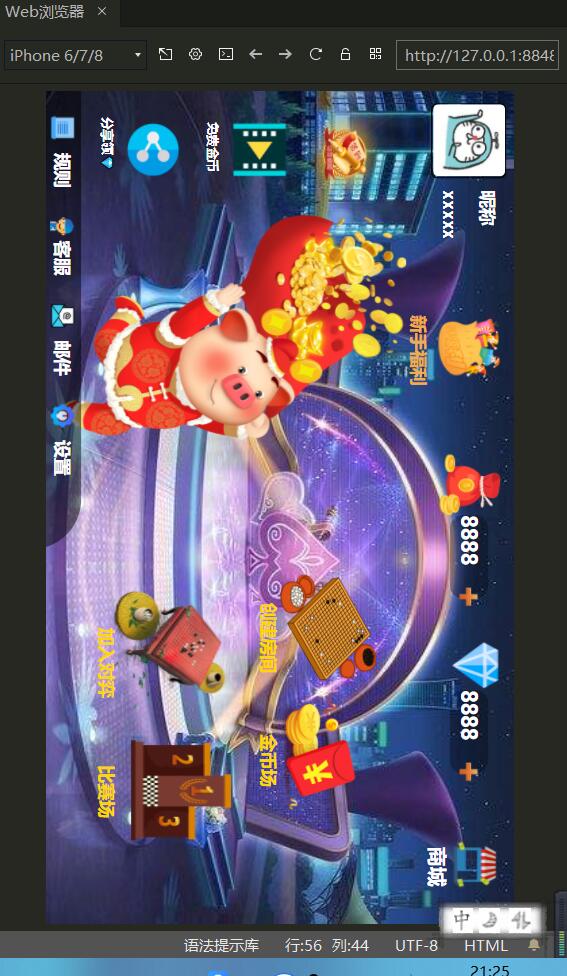 昵称
xxxxx
新手福利
8888
8888
商城
创建房间
金币场
免费金币
1
2
3
分享领
加入对弈
比赛场
规则
客服
邮件
设置
Web浏览器
iPhone 6/7/8
http://127.0.0.1:8848
语法提示库
行:56 列:44
UTF-8
HTML
21:25
中